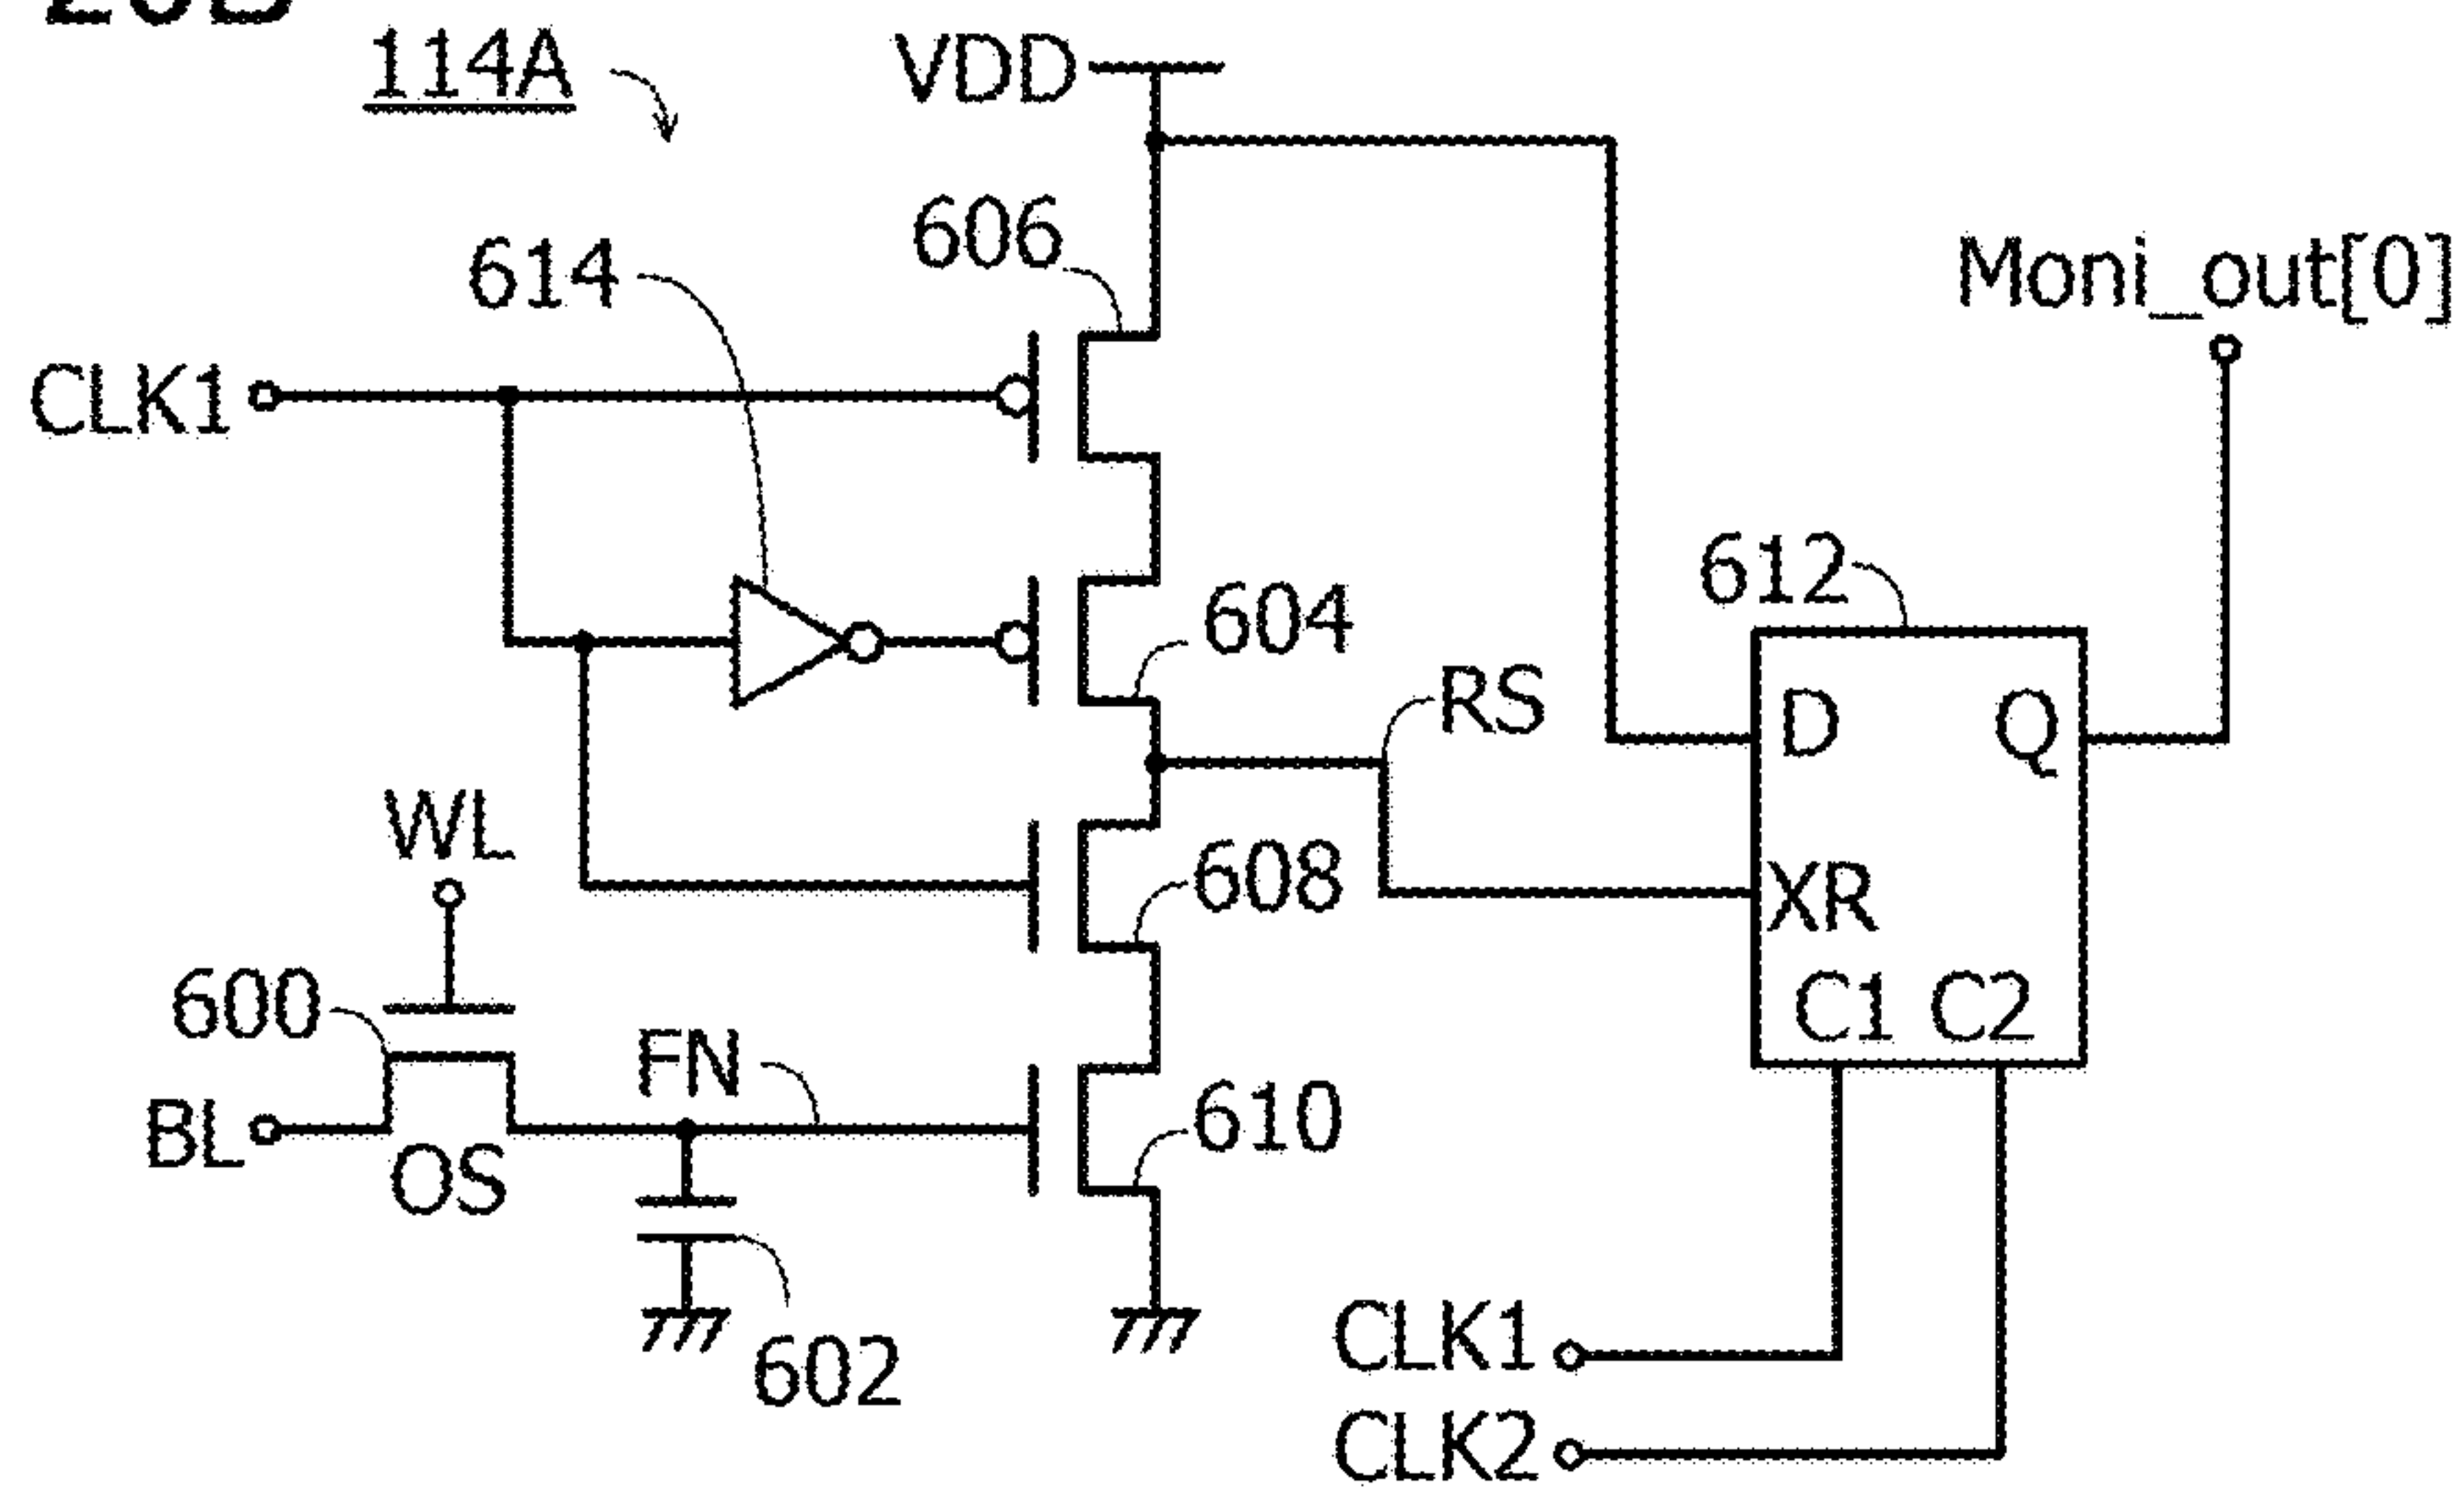 114A
VDD
606
614
Moni_out[0]
CLK1
612
604
RS
D Q
WL
608
XR
600
C1 C2
FN
BL
610
OS
CLK1
602
CLK2